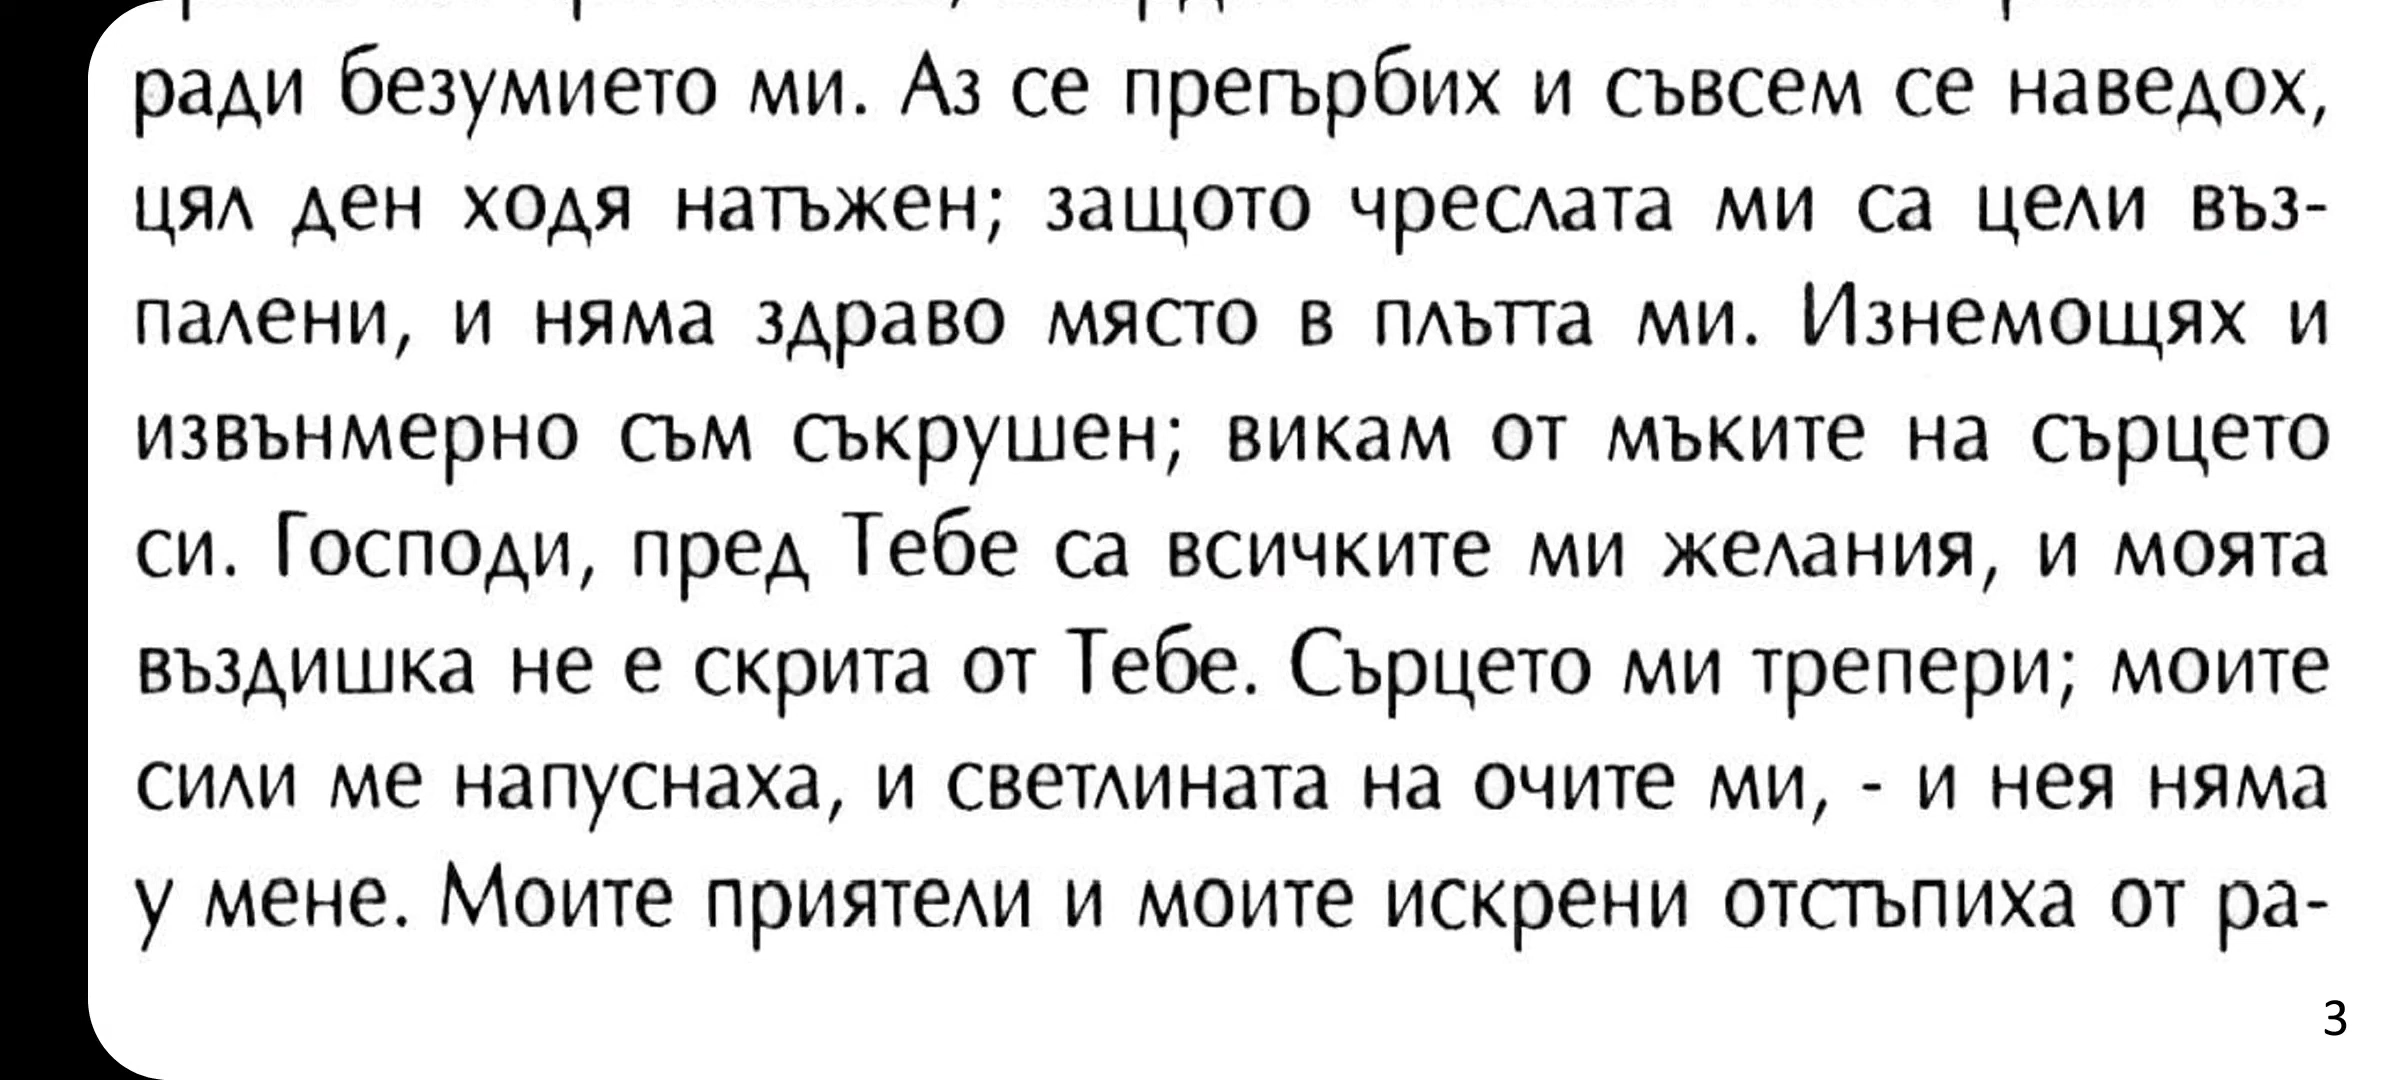 ради безумието ми. Аз се прегърбих и съвсем се наведох,
цял ден ходя натъжен; защото чреслата ми са цели въз-
палени, и няма здраво място в плътта ми. Изнемощях и
извънмерно съм съкрушен; викам от мъките на сърцето
си. Господи, пред Тебе са всичките ми желания, и моята
въздишка не е скрита от Тебе. Сърцето ми трепери; моите
сили ме напуснаха, и светлината на очите ми, - и нея няма
у мене. Моите приятели и моите искрени отстъпиха от ра-
3